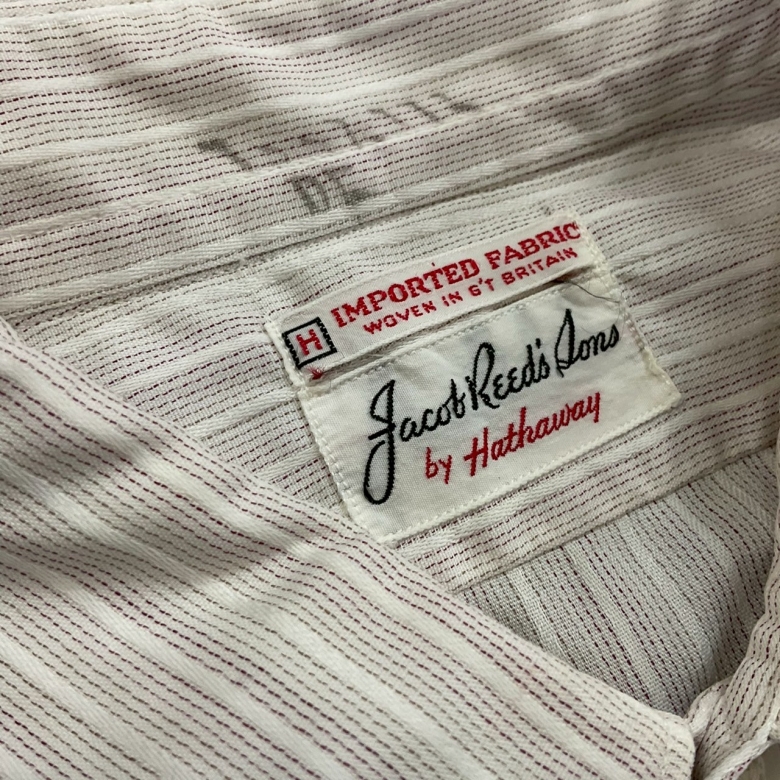 H IMPORTED FABRIC
WOVEN IN G'T BRITAIN
Jacob Reed's Sons
by Hathaway